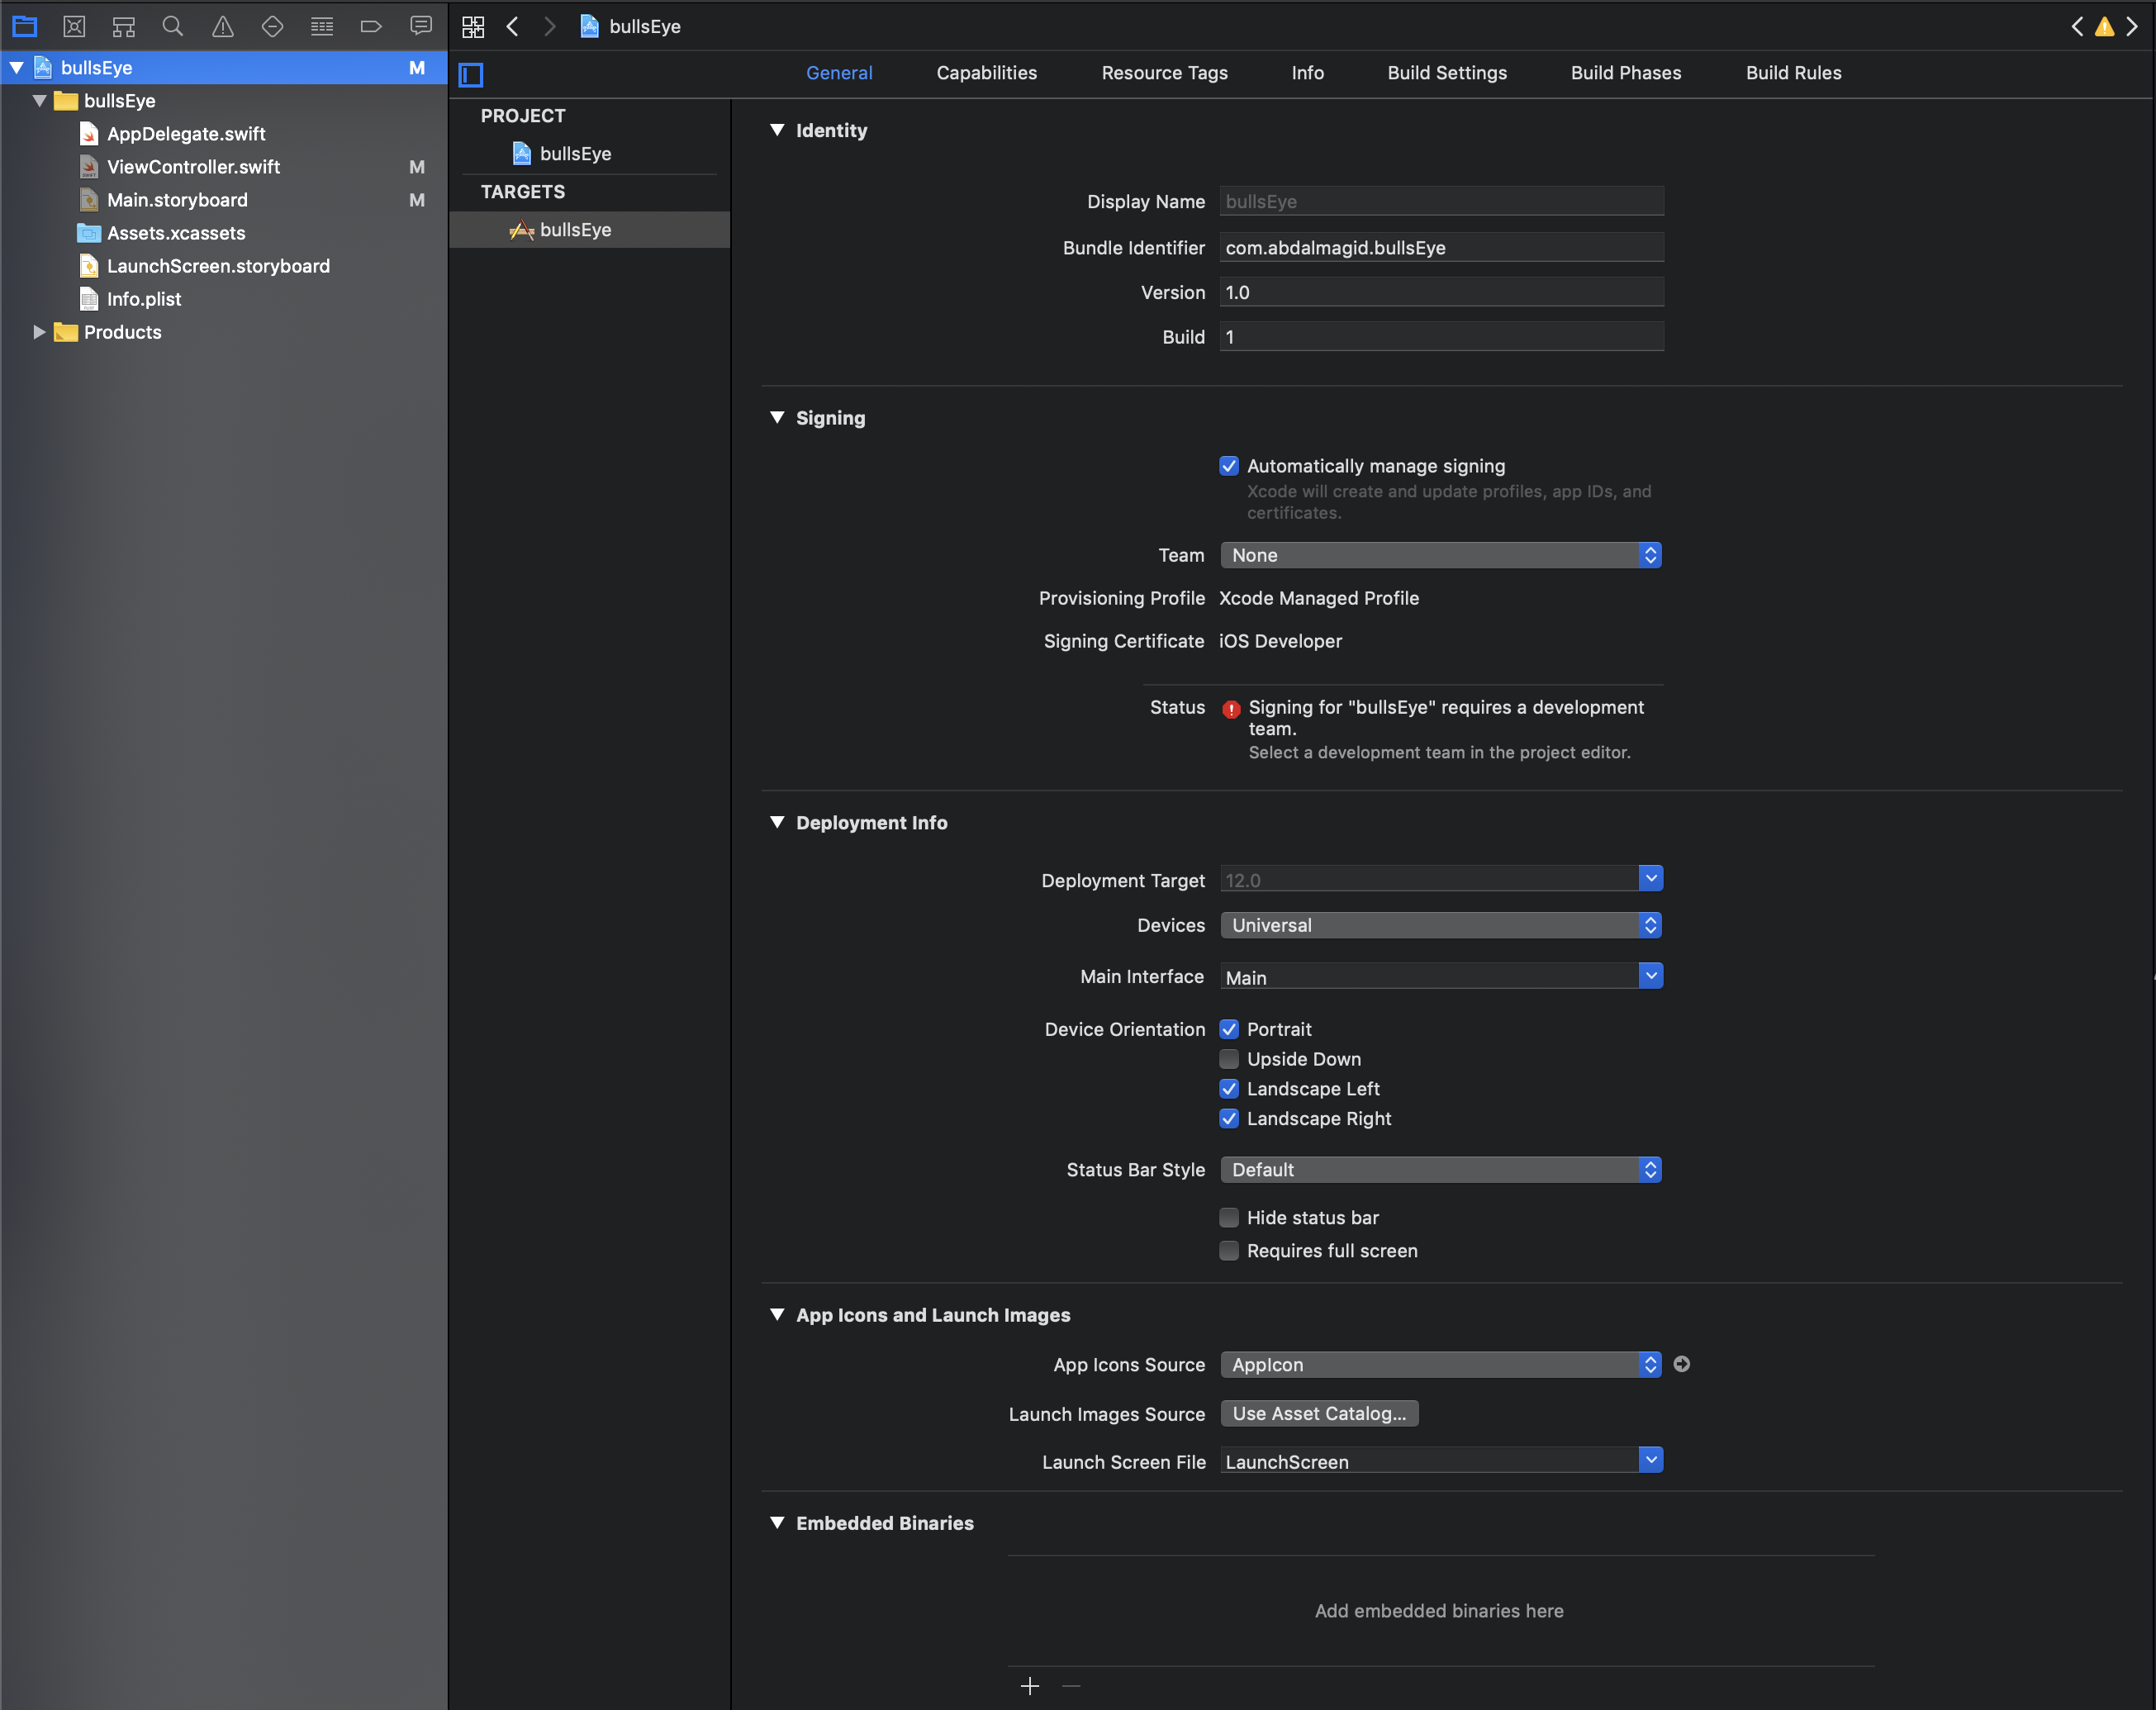 bullsEye
bullsEye M
General Capabilities Resource Tags Info Build Settings Build Phases Build Rules
bullsEye
AppDelegate.swift
ViewController.swift M
Main.storyboard M
Assets.xcassets
LaunchScreen.storyboard
Info.plist
Products
PROJECT
bullsEye
TARGETS
bullsEye
Identity
Display Name bullsEye
Bundle Identifier com.abdalmagid.bullsEye
Version 1.0
Build 1
Signing
Automatically manage signing
Xcode will create and update profiles, app IDs, and
certificates.
Team None
Provisioning Profile Xcode Managed Profile
Signing Certificate iOS Developer
Status Signing for "bullsEye" requires a development
team.
Select a development team in the project editor.
Deployment Info
Deployment Target 12.0
Devices Universal
Main Interface Main
Device Orientation Portrait
Upside Down
Landscape Left
Landscape Right
Status Bar Style Default
Hide status bar
Requires full screen
App Icons and Launch Images
App Icons Source AppIcon
Launch Images Source Use Asset Catalog...
Launch Screen File LaunchScreen
Embedded Binaries
Add embedded binaries here